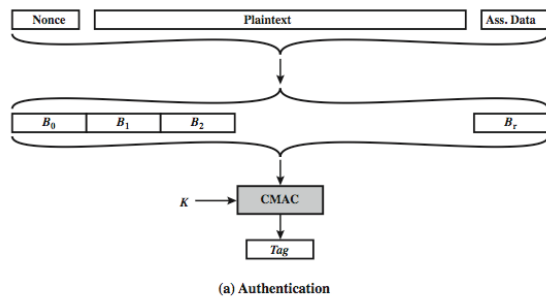 Nonce Plaintext Ass. Data
B0 B1 B2 Br
K CMAC
Tag
(a) Authentication